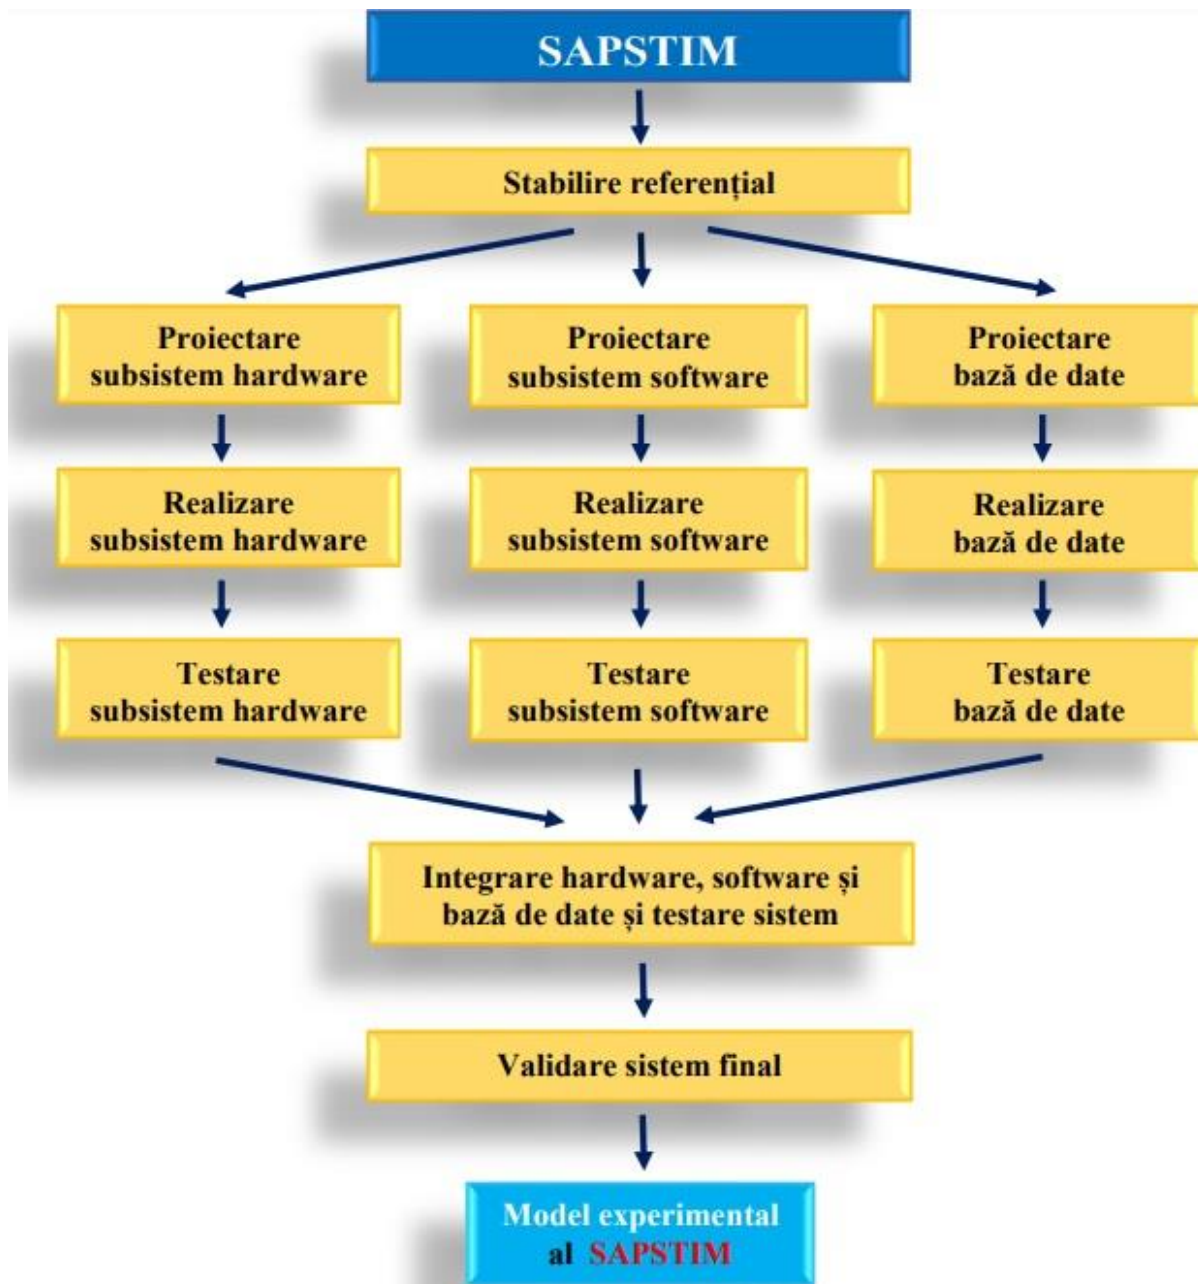 SAPSTIM
Stabilire referențial
Proiectare
subsistem hardware
Proiectare
subsistem software
Proiectare
bază de date
Realizare
subsistem hardware
Realizare
subsistem software
Realizare
bază de date
Testare
subsistem hardware
Testare
subsistem software
Testare
bază de date
Integrare hardware, software și
bază de date și testare sistem
Validare sistem final
Model experimental
al SAPSTIM